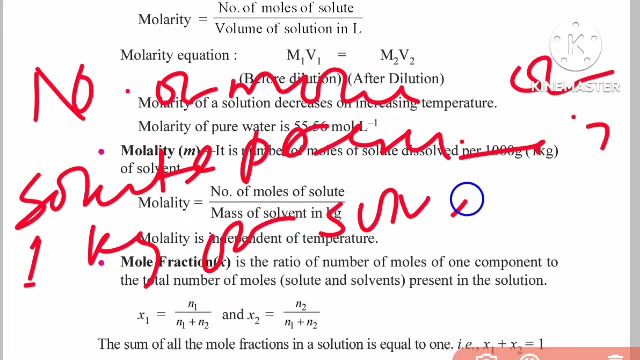 Molarity = No. of moles of solute / Volume of solution in L
Molarity equation : M₁V₁ = M₂V₂
(Before dilution) (After Dilution)
Molarity of a solution decreases on increasing temperature.
Molarity of pure water is 55.56 mol L⁻¹
• Molality (m) – It is number of moles of solute dissolved per 1000g (1kg)
of solvent
Molality = No. of moles of solute / Mass of solvent in kg
Molality is independent of temperature.
• Mole Fraction(x) is the ratio of number of moles of one component to
the total number of moles (solute and solvents) present in the solution.
x₁ = n₁ / n₁ + n₂ and x₂ = n₂ / n₁ + n₂
The sum of all the mole fractions in a solution is equal to one. i.e., x₁ + x₂ = 1
No. of mole of
solute
1 kg of
K
KINEMASTER